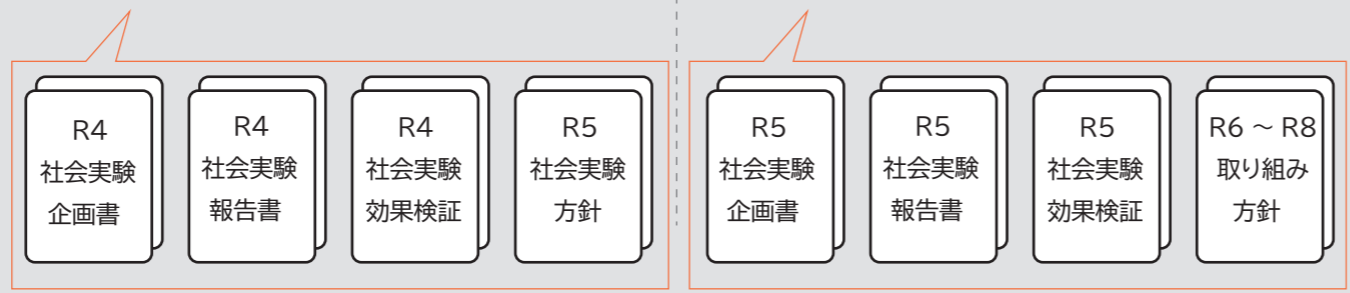 R4
社会実験
企画書
R4
社会実験
報告書
R4
社会実験
効果検証
R5
社会実験
方針
R5
社会実験
企画書
R5
社会実験
報告書
R5
社会実験
効果検証
R6 ～ R8
取り組み
方針